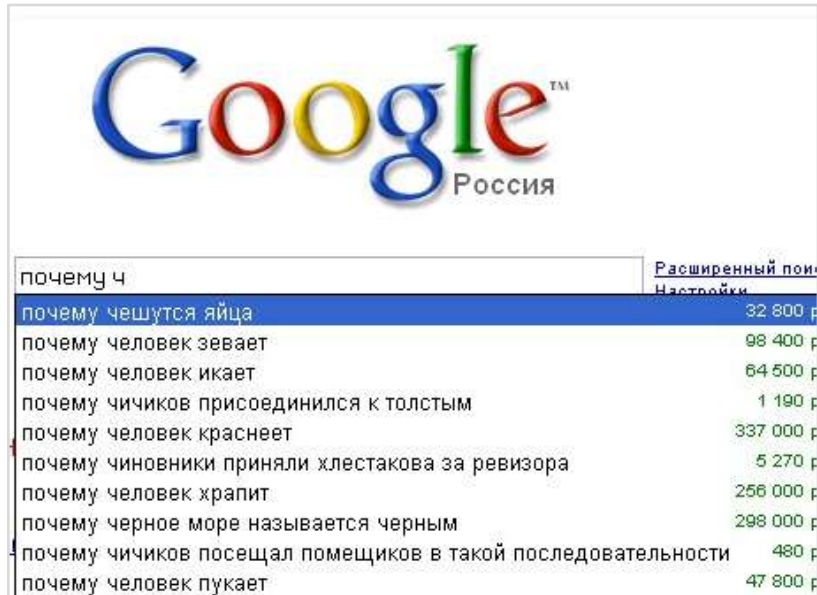 Google™
Россия
почему ч
Расширенный
Настройки
почему чешутся яйца 32 800
почему человек зевает 98 400
почему человек икает 64 500
почему чичиков присоединился к толстым 1 190
почему человек краснеет 337 000
почему чиновники приняли хлестакова за ревизора 5 270
почему человек храпит 256 000
почему черное море называется черным 298 000
почему чичиков посещал помещиков в такой последовательности 480
почему человек пукает 47 800